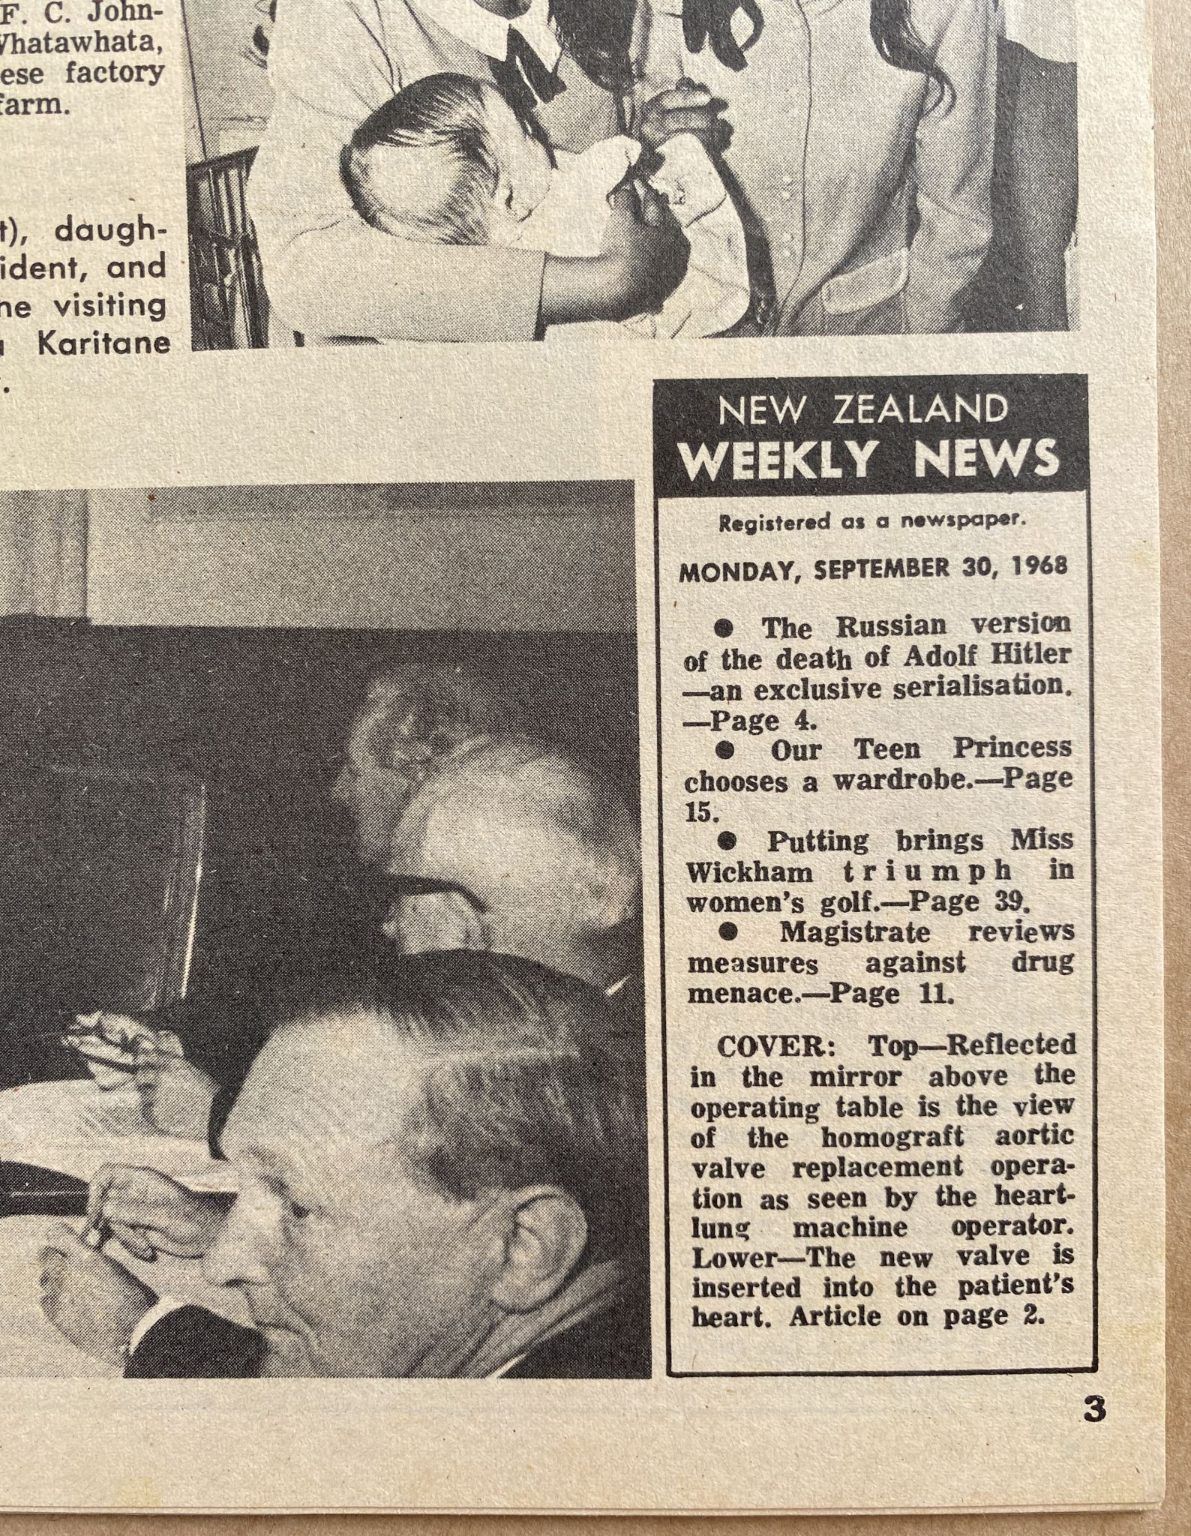 F. C. John-
Whatawhata,
ese factory
farm.
t), daugh-
ident, and
ne visiting
Karitane
NEW ZEALAND
WEEKLY NEWS
Registered as a newspaper.
MONDAY, SEPTEMBER 30, 1968
● The Russian version
of the death of Adolf Hitler
—an exclusive serialisation.
—Page 4.
● Our Teen Princess
chooses a wardrobe.—Page
15.
● Putting brings Miss
Wickham triumph in
women's golf.—Page 39.
● Magistrate reviews
measures against drug
menace.—Page 11.
COVER: Top—Reflected
in the mirror above the
operating table is the view
of the homograft aortic
valve replacement opera-
tion as seen by the heart-
lung machine operator.
Lower—The new valve is
inserted into the patient's
heart. Article on page 2.
3